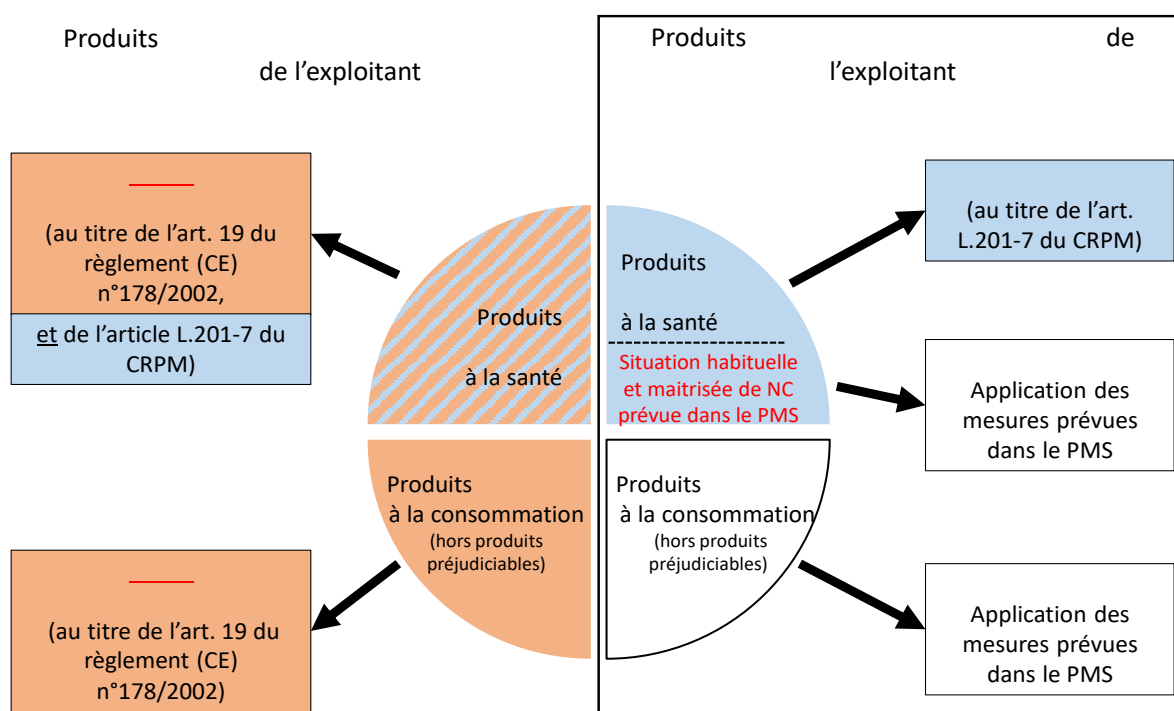 Produits
de l’exploitant
Produits de
l’exploitant
(au titre de l’art. 19 du
règlement (CE)
n°178/2002,
et de l’article L.201-7 du
CRPM)
Produits
à la santé
Produits
à la santé
Situation habituelle
et maitrisée de NC
prévue dans le PMS
(au titre de l’art.
L.201-7 du CRPM)
Application des
mesures prévues
dans le PMS
Produits
à la consommation
(hors produits
préjudiciables)
Produits
à la consommation
(hors produits
préjudiciables)
(au titre de l’art. 19 du
règlement (CE)
n°178/2002)
Application des
mesures prévues
dans le PMS